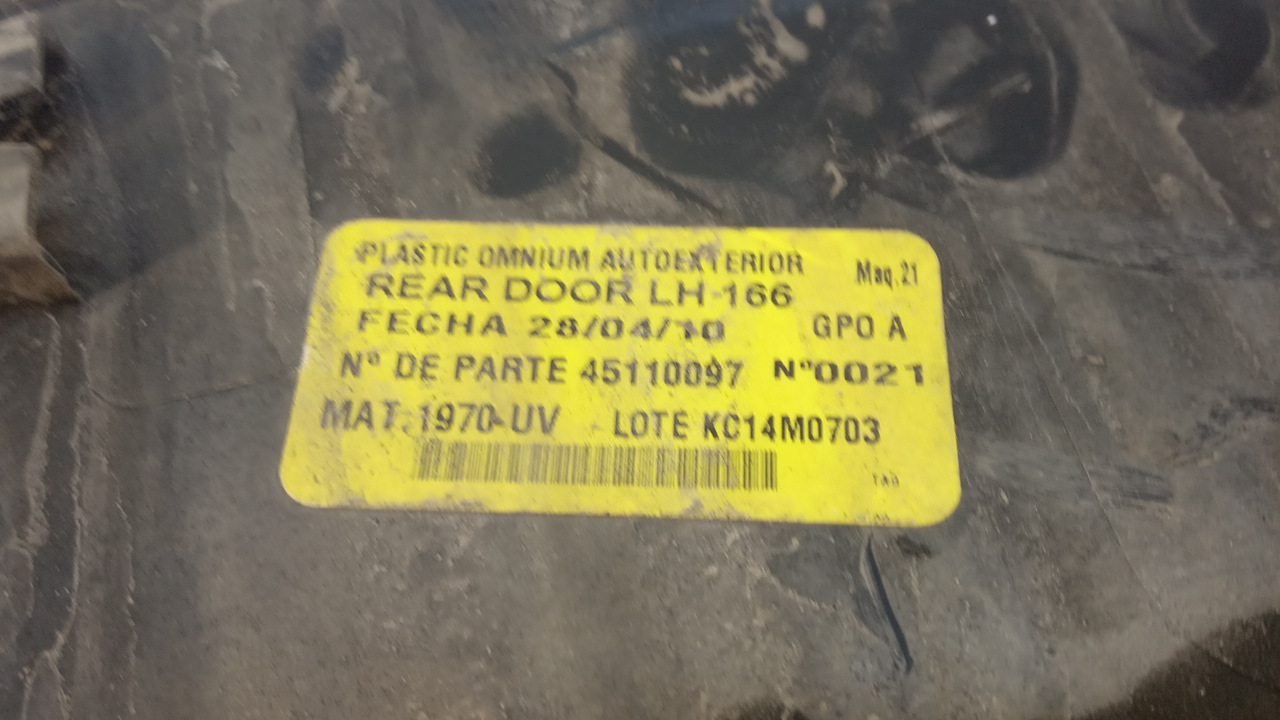 PLASTIC OMNIUM AUTOEXTERIOR Maq.21
REAR DOOR LH-166
FECHA 28/04/10 GPO A
Nº DE PARTE 45110097 Nº0021
MAT:1970-UV LOTE KC14M0703